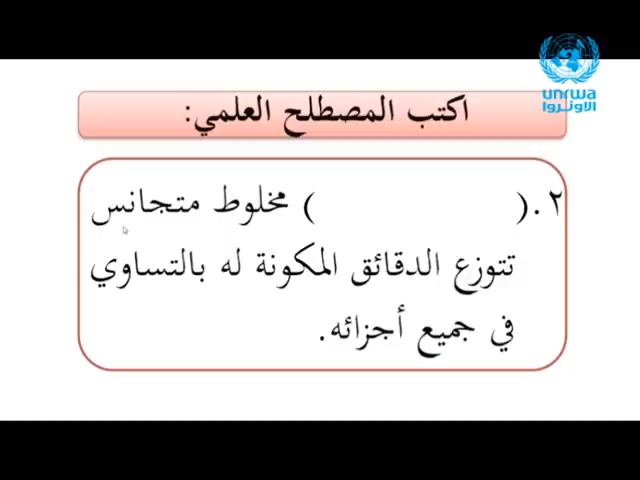 unrwa
الأونروا
اكتب المصطلح العلمي:
٢.( ) مخلوط متجانس
تتوزع الدقائق المكونة له بالتساوي
في جميع أجزائه.